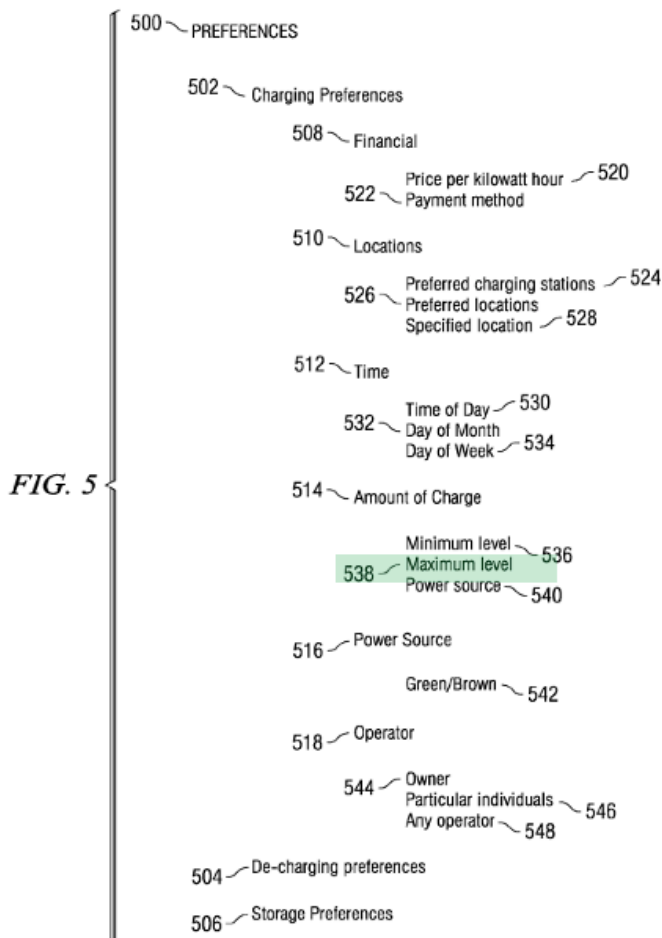 500 PREFERENCES
502 Charging Preferences
508 Financial
Price per kilowatt hour 520
522 Payment method
510 Locations
Preferred charging stations 524
526 Preferred locations
Specified location 528
512 Time
Time of Day 530
532 Day of Month
Day of Week 534
FIG. 5
514 Amount of Charge
Minimum level 536
538 Maximum level
Power source 540
516 Power Source
Green/Brown 542
518 Operator
544 Owner
Particular individuals 546
Any operator 548
504 De-charging preferences
506 Storage Preferences